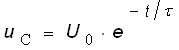 u_C = U_0 · e^{-t/τ}